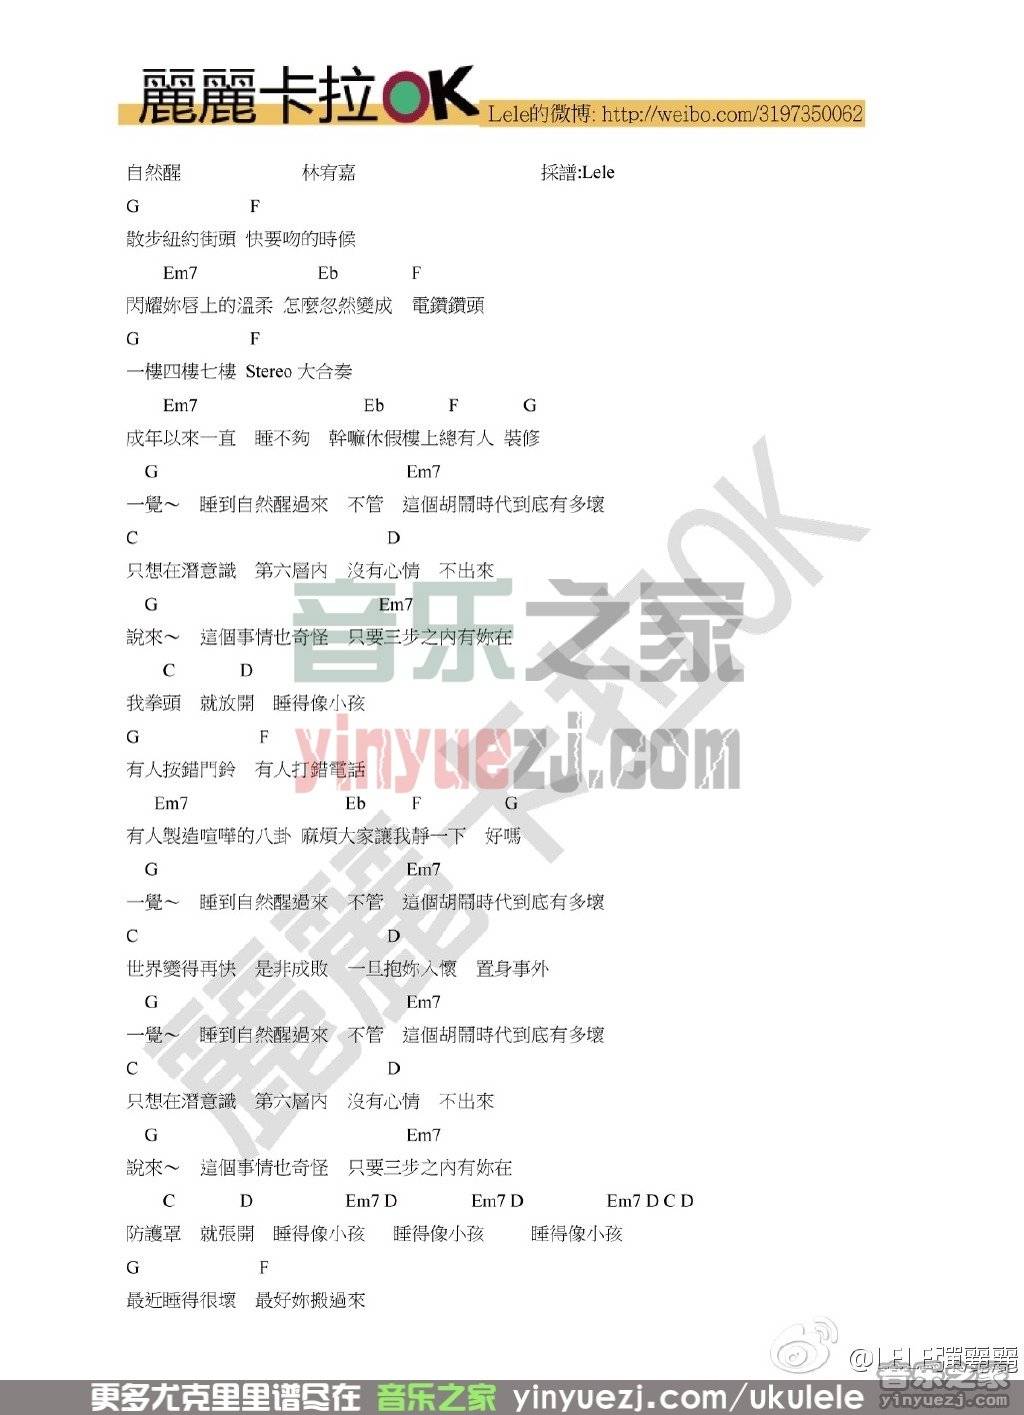 麗麗卡拉OK Lele的微博: http://weibo.com/3197350062
自然醒 林宥嘉 採譜:Lele
G F
散步紐約街頭 快要吻的時候
Em7 Eb F
閃耀妳唇上的溫柔 怎麼忽然變成 電鑽鑽頭
G F
一樓四樓七樓 Stereo 大合奏
Em7 Eb F G
成年以來一直 睡不夠 幹嘛休假樓上總有人 裝修
G Em7
一覺～ 睡到自然醒過來 不管 這個胡鬧時代到底有多壞
C D
只想在潛意識 第六層內 沒有心情 不出來
G Em7
說來～ 這個事情也奇怪 只要三步之內有妳在
C D
我拳頭 就放開 睡得像小孩
G F
有人按錯門鈴 有人打錯電話
Em7 Eb F G
有人製造喧嘩的八卦 麻煩大家讓我靜一下 好嗎
G Em7
一覺～ 睡到自然醒過來 不管 這個胡鬧時代到底有多壞
C D
世界變得再快 是非成敗 一旦抱妳入懷 置身事外
G Em7
一覺～ 睡到自然醒過來 不管 這個胡鬧時代到底有多壞
C D
只想在潛意識 第六層內 沒有心情 不出來
G Em7
說來～ 這個事情也奇怪 只要三步之內有妳在
C D Em7 D Em7 D Em7 D C D
防護罩 就張開 睡得像小孩 睡得像小孩 睡得像小孩
G F
最近睡得很壞 最好妳搬過來
音乐之家
yinyuezj.com
麗麗卡拉OK
@LELE彈麗麗
音乐之家
yinyuezj.com
更多尤克里里谱尽在 音乐之家 yinyuezj.com/ukulele